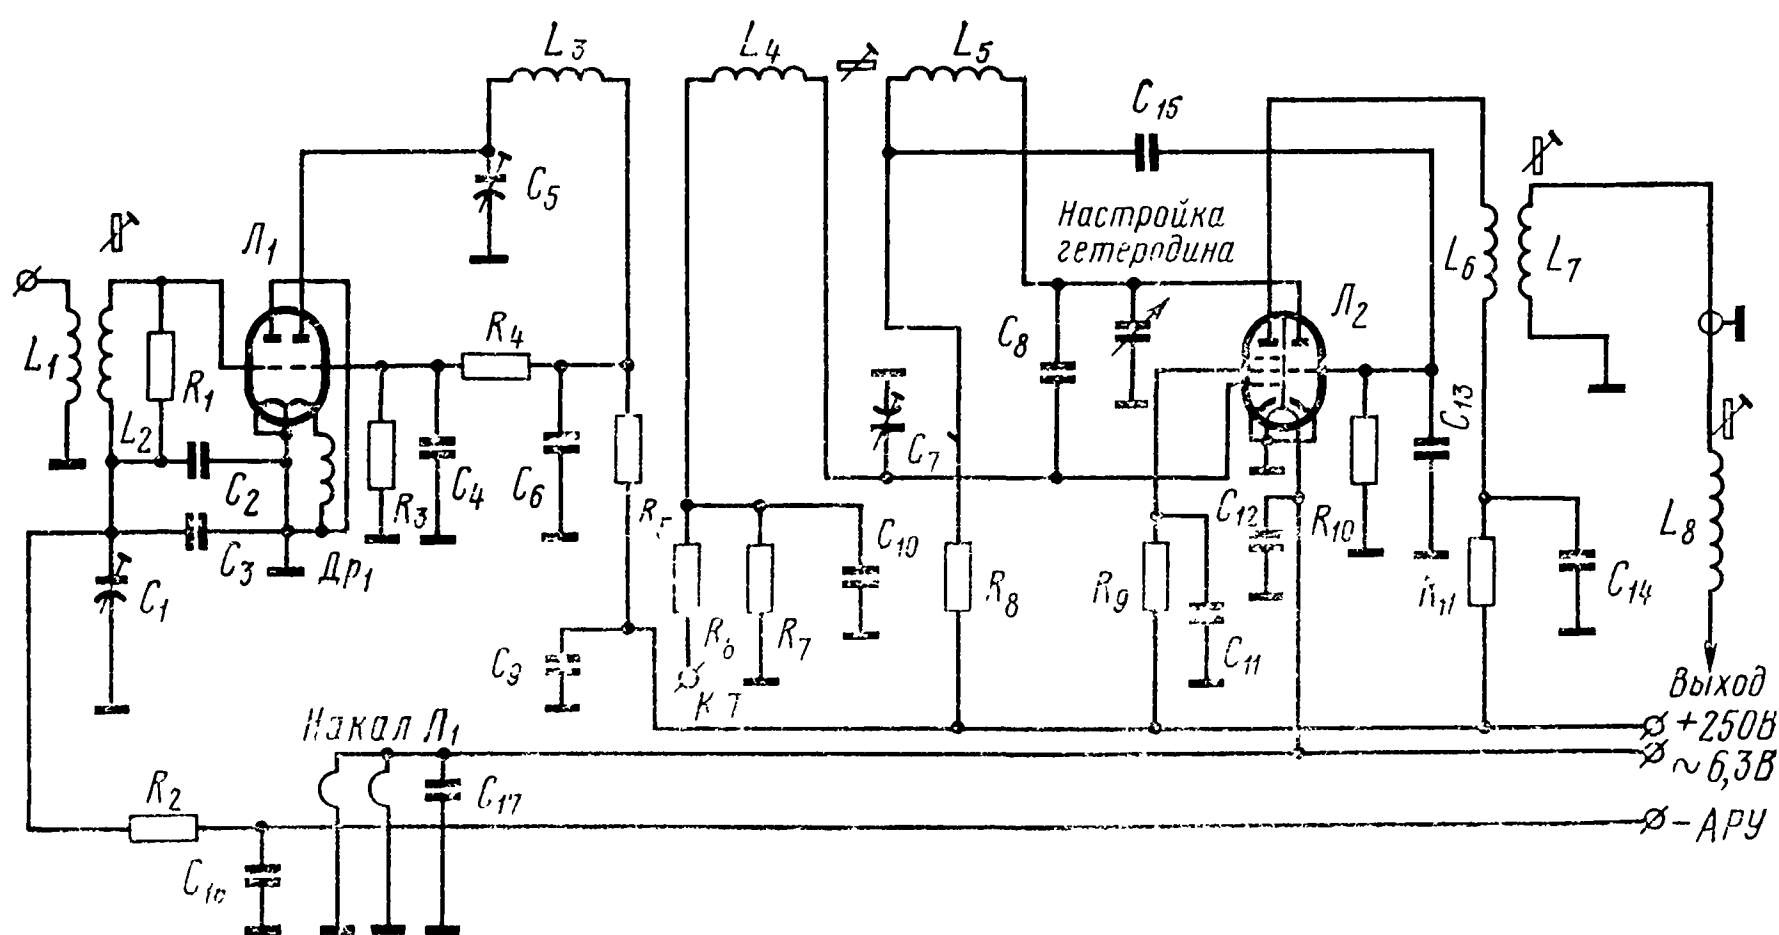 L3
L4
L5
C15
C5
Настройка
гетеродина
Л1
L6
L7
Л2
L1
R1
R4
C8
L2
C13
C7
C2
R3
C4
C6
C12
R10
L8
C10
C3
Др1
C1
R8
R9
C14
R7
C9
C11
КТ
Выход
Накал Л1
+250В
~6,3В
R2
C17
-АРУ